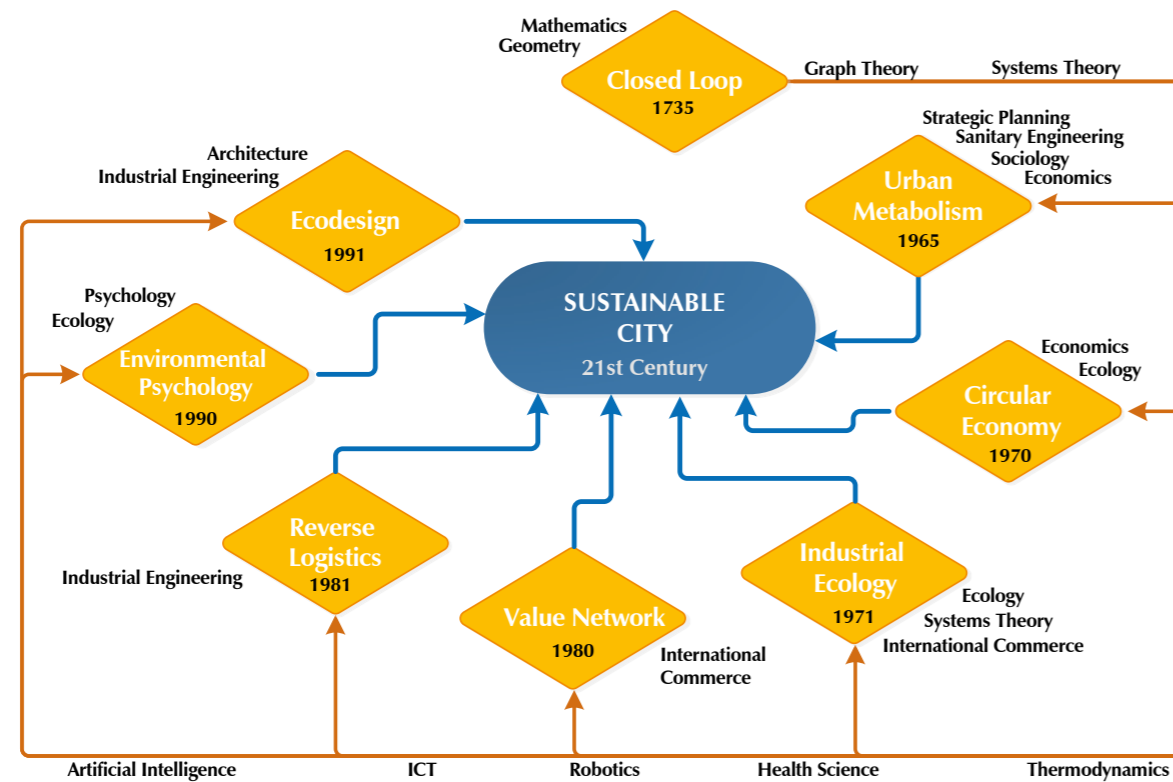 Mathematics
Geometry
Closed Loop
1735
Graph Theory
Systems Theory
Strategic Planning
Sanitary Engineering
Sociology
Economics
Urban
Metabolism
1965
Architecture
Industrial Engineering
Ecodesign
1991
SUSTAINABLE
CITY
21st Century
Psychology
Ecology
Environmental
Psychology
1990
Economics
Ecology
Circular
Economy
1970
Reverse
Logistics
1981
Industrial Engineering
Value Network
1980
International
Commerce
Industrial
Ecology
1971
Ecology
Systems Theory
International Commerce
Artificial Intelligence
ICT
Robotics
Health Science
Thermodynamics